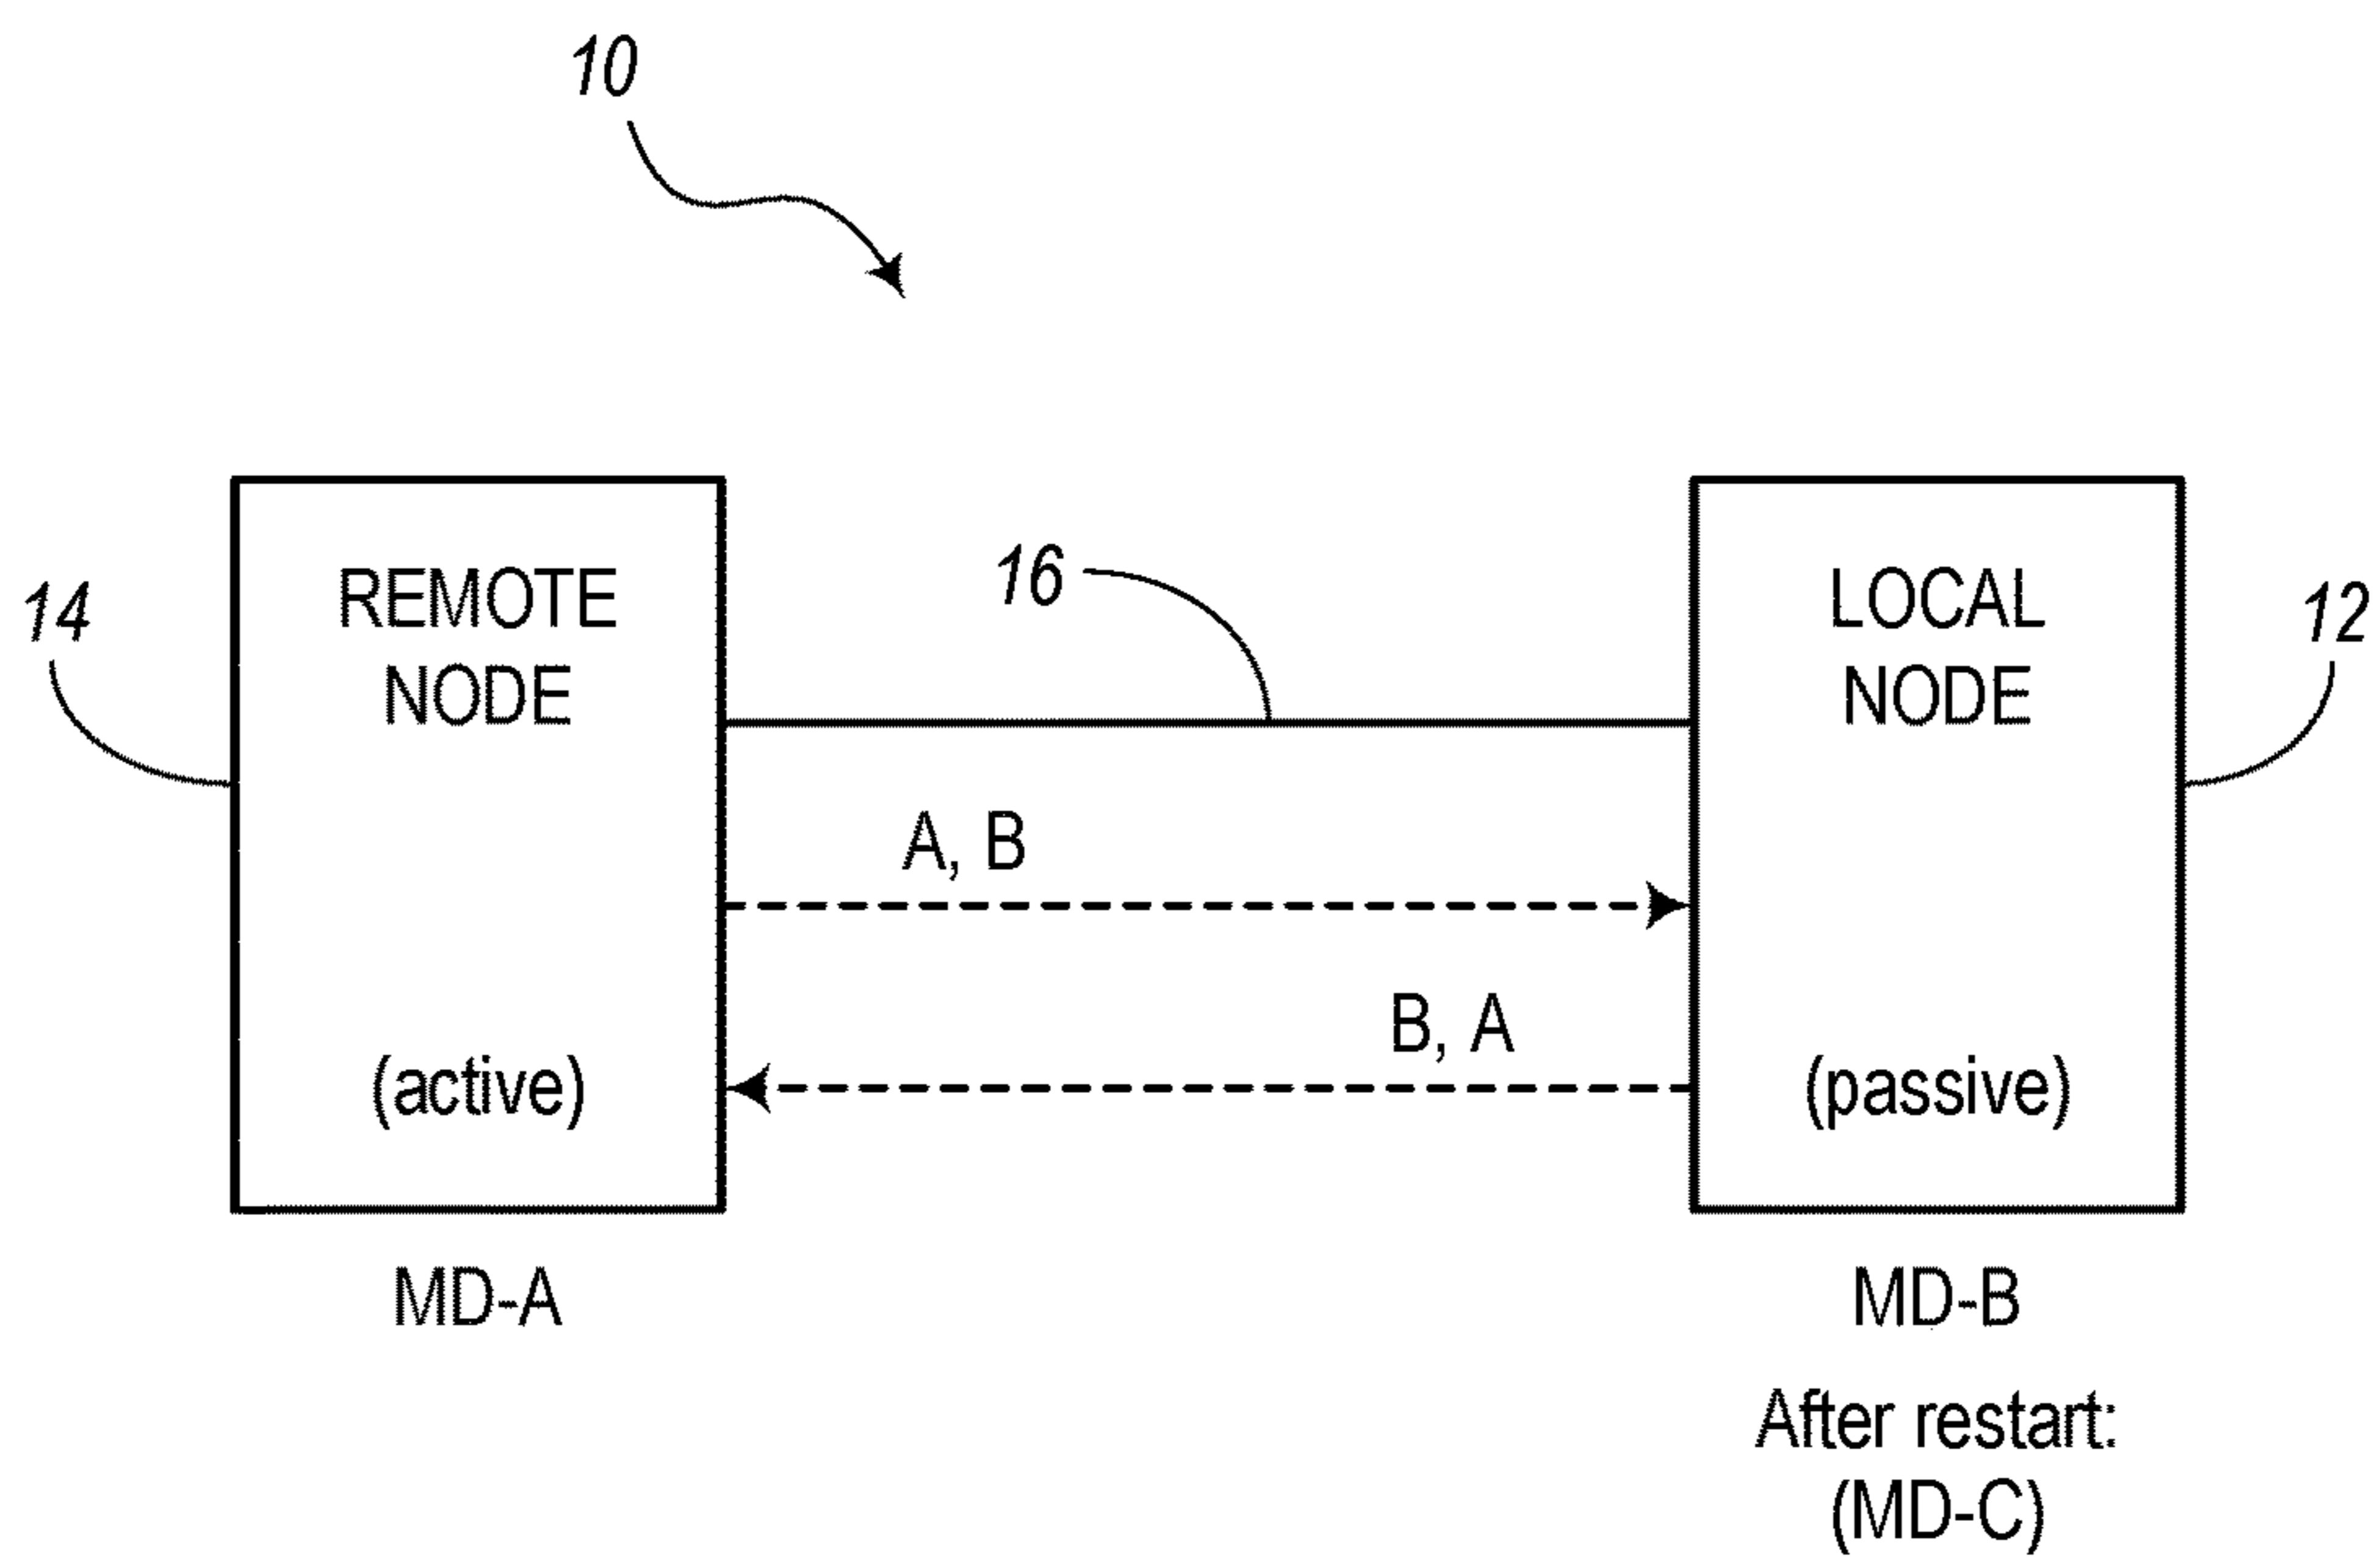 10
14
REMOTE
NODE
16
LOCAL
NODE
12
A, B
B, A
(active)
(passive)
MD-A
MD-B
After restart:
(MD-C)